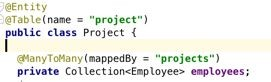 @Entity
@Table(name = "project")
public class Project {
@ManyToMany(mappedBy = "projects")
private Collection<Employee> employees;